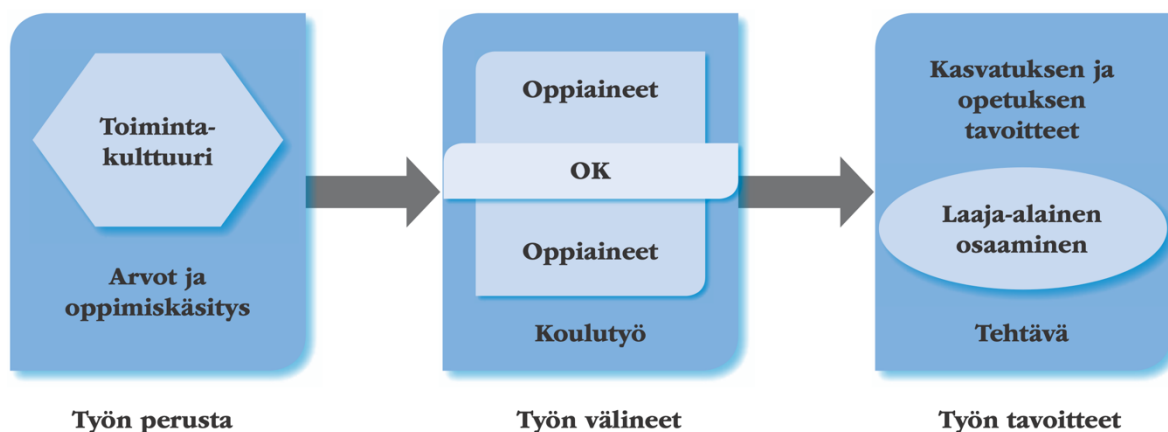 Toiminta-
kulttuuri
Arvot ja
oppimiskäsitys
Työn perusta
Oppiaineet
OK
Oppiaineet
Koulutyö
Työn välineet
Kasvatuksen ja
opetuksen
tavoitteet
Laaja-alainen
osaaminen
Tehtävä
Työn tavoitteet